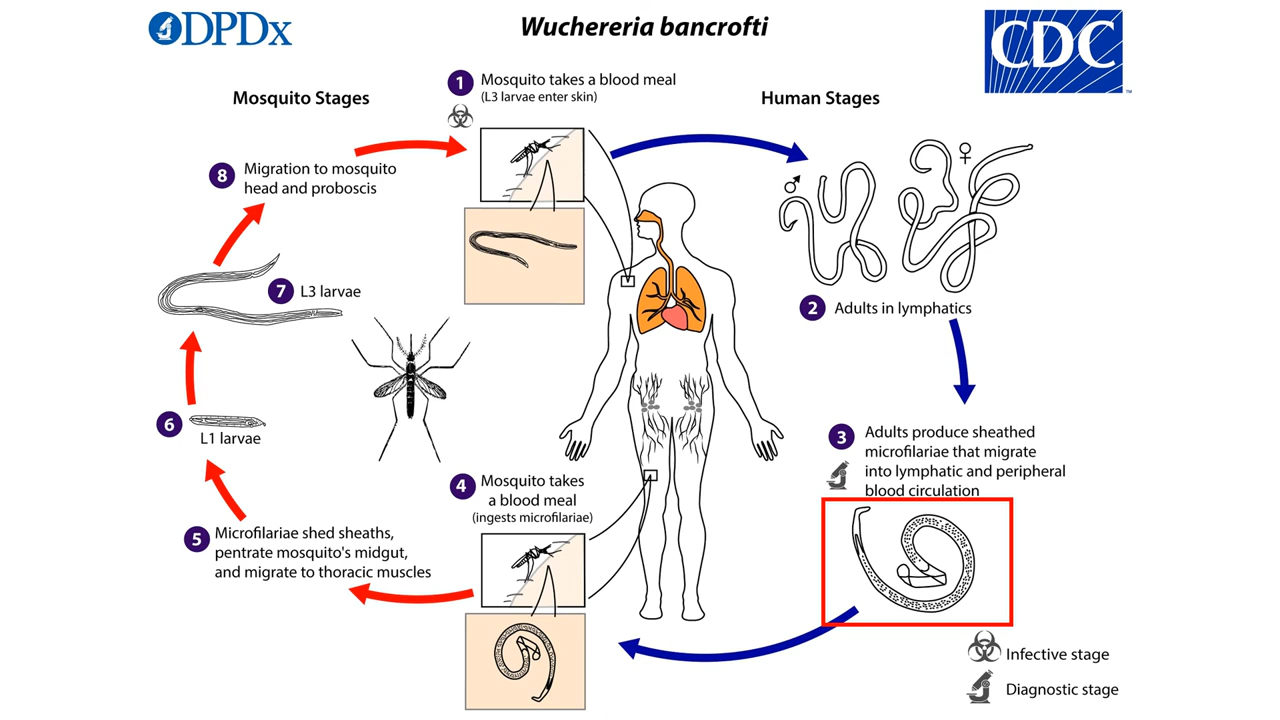 DPDx
Wuchereria bancrofti
CDC
TM
Mosquito Stages
Human Stages
1
Mosquito takes a blood meal
(L3 larvae enter skin)
8
Migration to mosquito
head and proboscis
♂
♀
7
L3 larvae
2
Adults in lymphatics
6
L1 larvae
3
Adults produce sheathed
microfilariae that migrate
into lymphatic and peripheral
blood circulation
4
Mosquito takes
a blood meal
(ingests microfilariae)
5
Microfilariae shed sheaths,
pentrate mosquito's midgut,
and migrate to thoracic muscles
Infective stage
Diagnostic stage